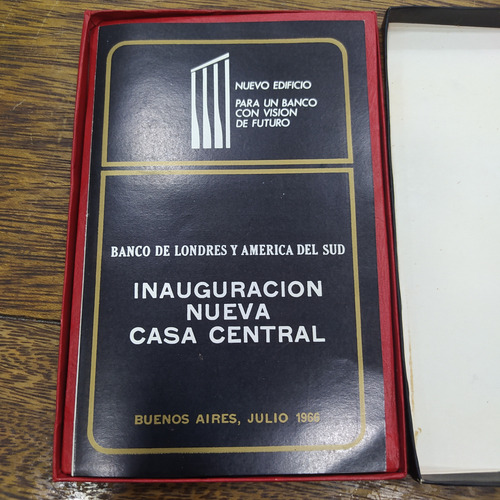 NUEVO EDIFICIO
PARA UN BANCO
CON VISION
DE FUTURO
BANCO DE LONDRES Y AMERICA DEL SUD
INAUGURACION
NUEVA
CASA CENTRAL
BUENOS AIRES, JULIO 1966